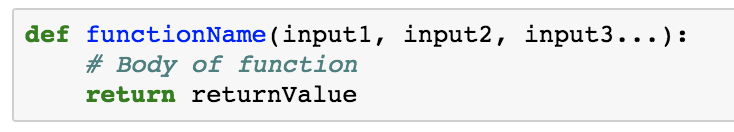 def functionName(input1, input2, input3...):
    # Body of function
    return returnValue